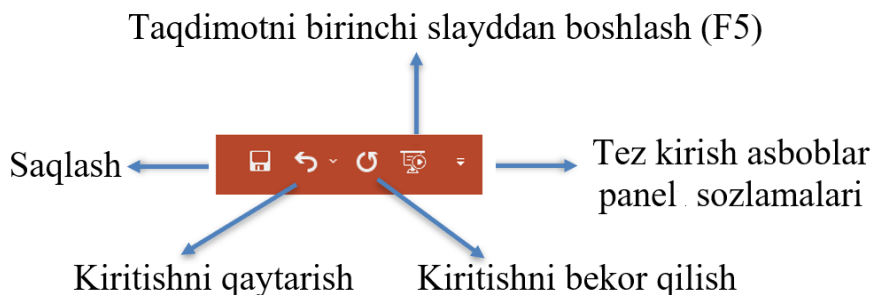 Taqdimotni birinchi slayddan boshlash (F5)
Saqlash
Tez kirish asboblar
panel sozlamalari
Kiritishni qaytarish
Kiritishni bekor qilish